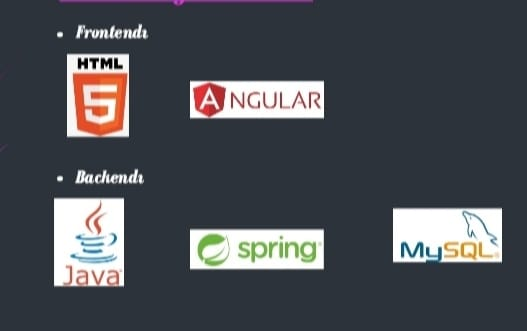 Frontend:
HTML
5
ANGULAR
Backend:
Java
spring
MySQL